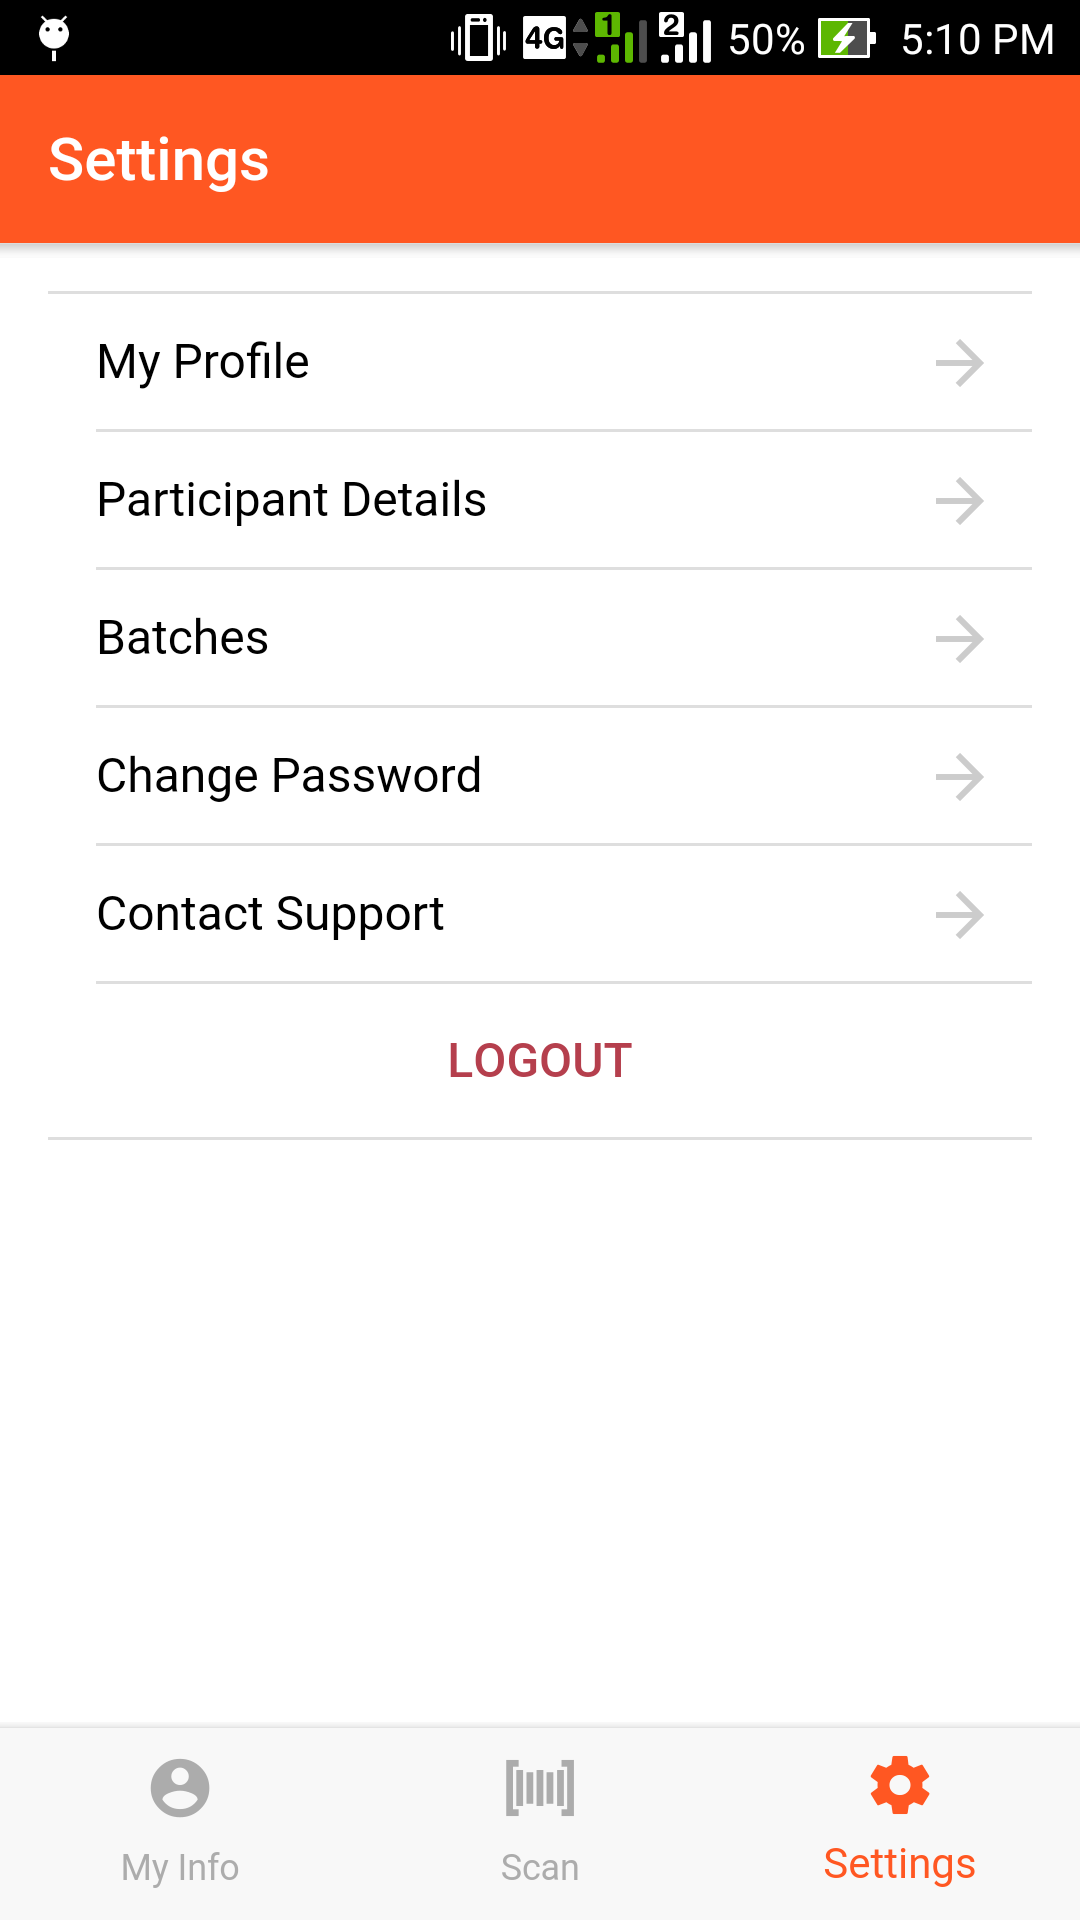 4G 1 2 50% 5:10 PM
Settings
My Profile
Participant Details
Batches
Change Password
Contact Support
LOGOUT
My Info Scan Settings